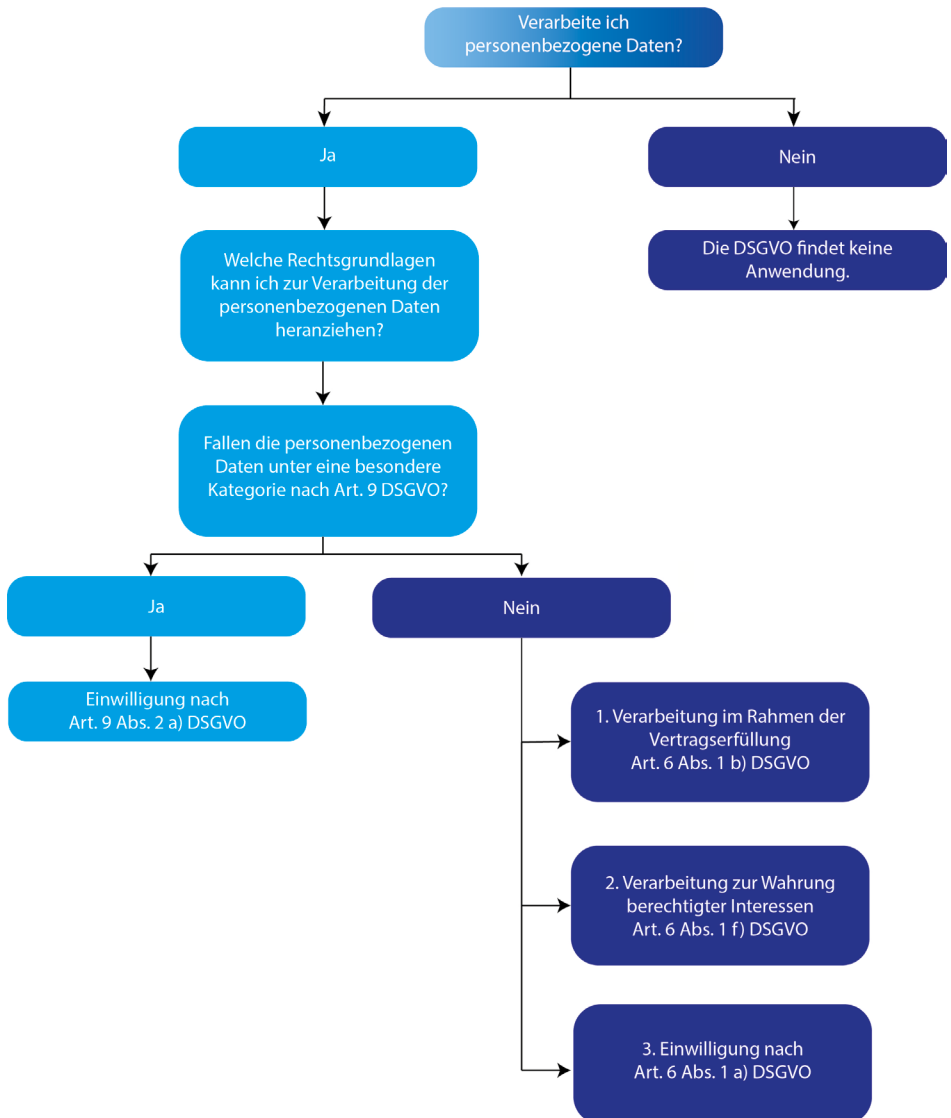 Verarbeite ich
personenbezogene Daten?
Ja
Nein
Welche Rechtsgrundlagen
kann ich zur Verarbeitung der
personenbezogenen Daten
heranziehen?
Die DSGVO findet keine
Anwendung.
Fallen die personenbezogenen
Daten unter eine besondere
Kategorie nach Art. 9 DSGVO?
Ja
Nein
Einwilligung nach
Art. 9 Abs. 2 a) DSGVO
1. Verarbeitung im Rahmen der
Vertragserfüllung
Art. 6 Abs. 1 b) DSGVO
2. Verarbeitung zur Wahrung
berechtigter Interessen
Art. 6 Abs. 1 f) DSGVO
3. Einwilligung nach
Art. 6 Abs. 1 a) DSGVO